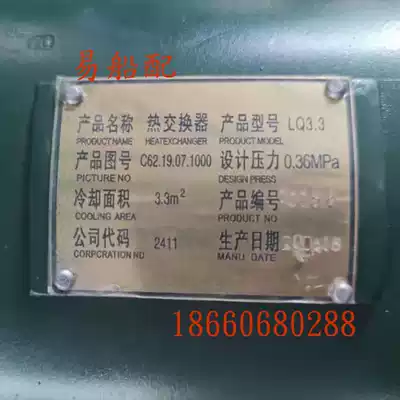 易船配
产品名称 热交换器 产品型号 LQ3.3
PRODUCT NAME HEATEXCHANGER PRODUCT MODEL
产品图号 C62.19.07.1000 设计压力 0.36MPa
PICTURE NO DESIGN PRESS
冷却面积 3.3m² 产品编号
COOLING AREA PRODUCT NO
公司代码 2411 生产日期
CORPCRATION ND MANU DATE
18660680288